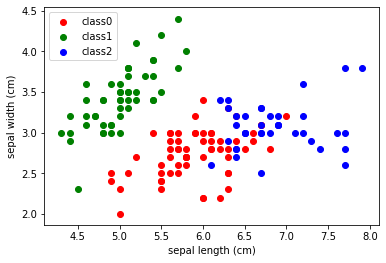 class0
class1
class2
4.5
4.0
3.5
3.0
2.5
2.0
sepal width (cm)
4.5 5.0 5.5 6.0 6.5 7.0 7.5 8.0
sepal length (cm)